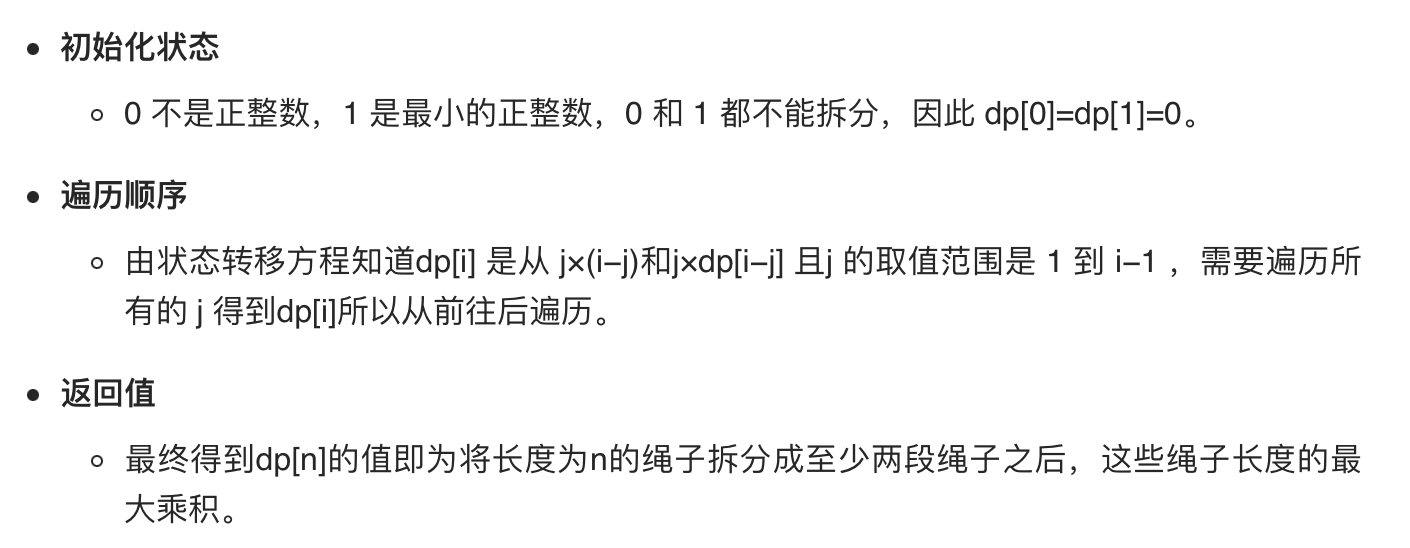 初始化状态
0 不是正整数，1 是最小的正整数，0 和 1 都不能拆分，因此 dp[0]=dp[1]=0。
遍历顺序
由状态转移方程知道dp[i] 是从 j×(i−j)和j×dp[i−j] 且j 的取值范围是 1 到 i−1 ，需要遍历所
有的 j 得到dp[i]所以从前往后遍历。
返回值
最终得到dp[n]的值即为将长度为n的绳子拆分成至少两段绳子之后，这些绳子长度的最
大乘积。